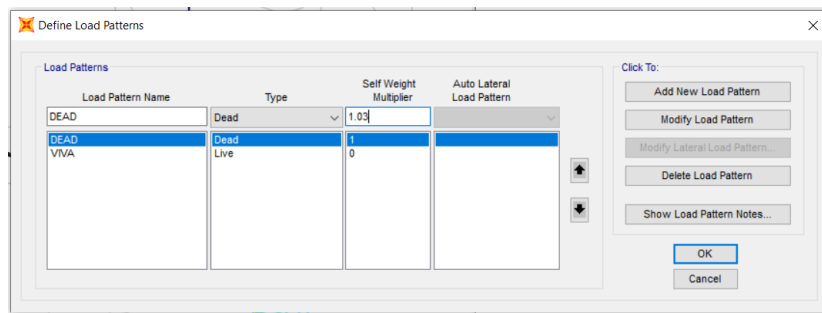 Define Load Patterns
Load Patterns
Click To:
Load Pattern Name
Type
Self Weight Multiplier
Auto Lateral Load Pattern
DEAD Dead 1.03
DEAD Dead 1
VIVA Live 0
Add New Load Pattern
Modify Load Pattern
Modify Lateral Load Pattern...
Delete Load Pattern
Show Load Pattern Notes...
OK
Cancel